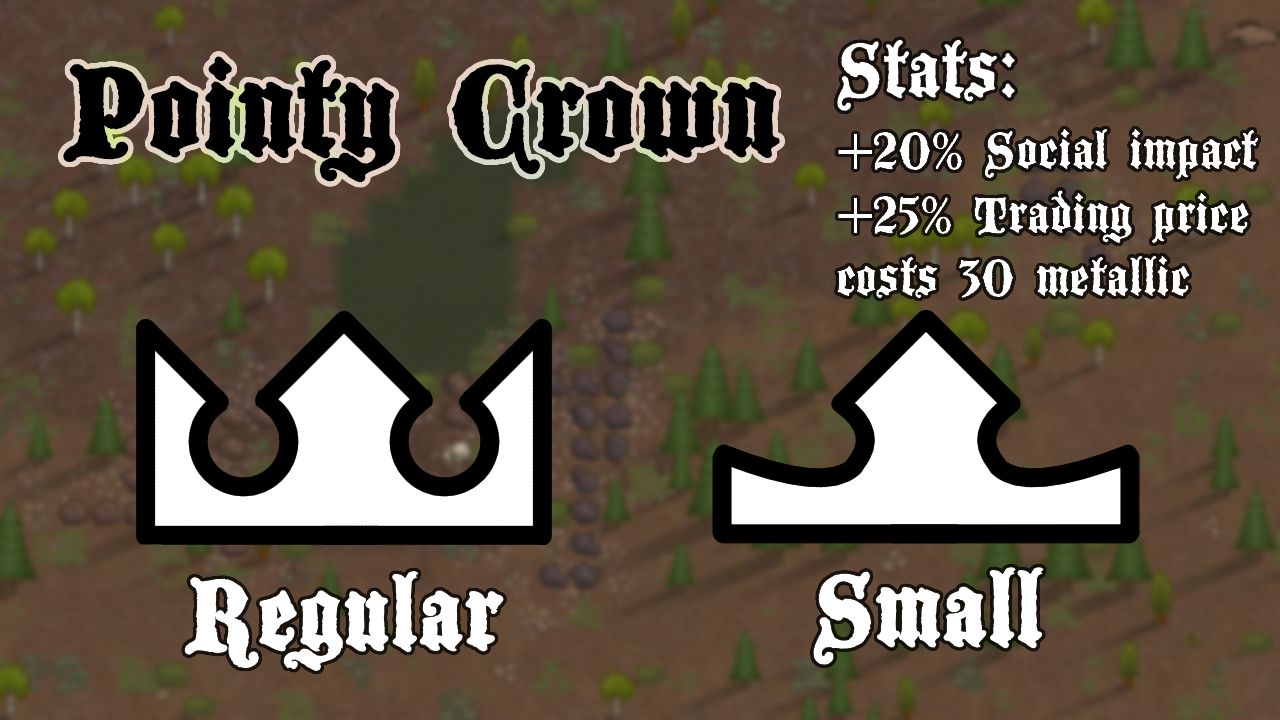 Pointy Crown
Stats:
+20% Social impact
+25% Trading price
costs 30 metallic
Regular
Small